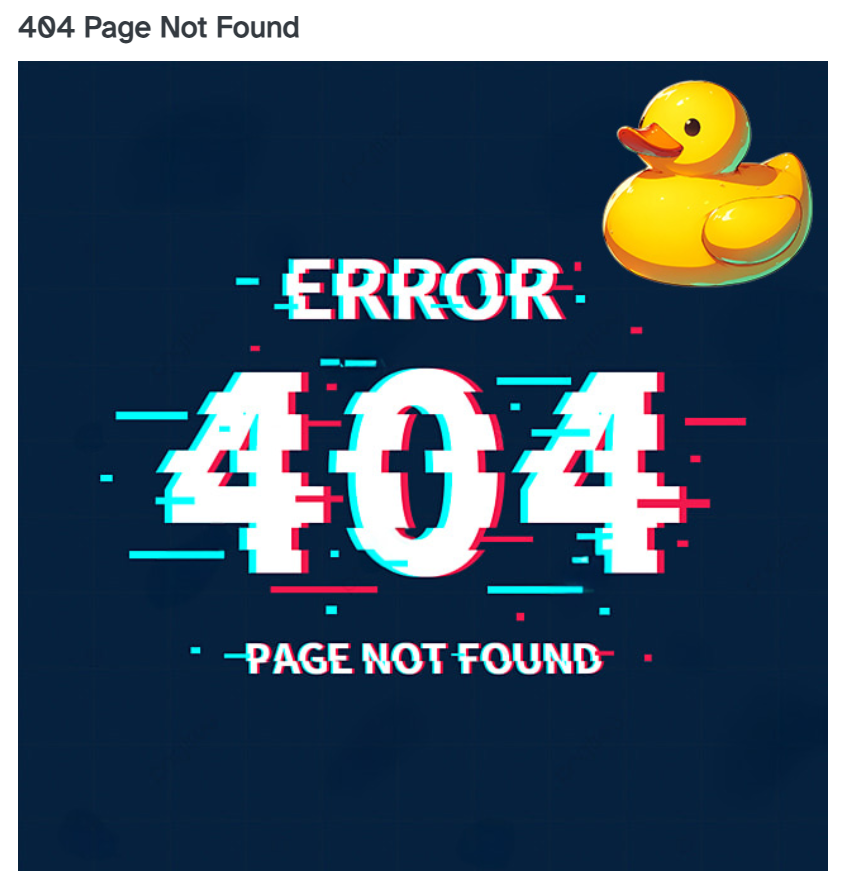 404 Page Not Found
ERROR
404
PAGE NOT FOUND